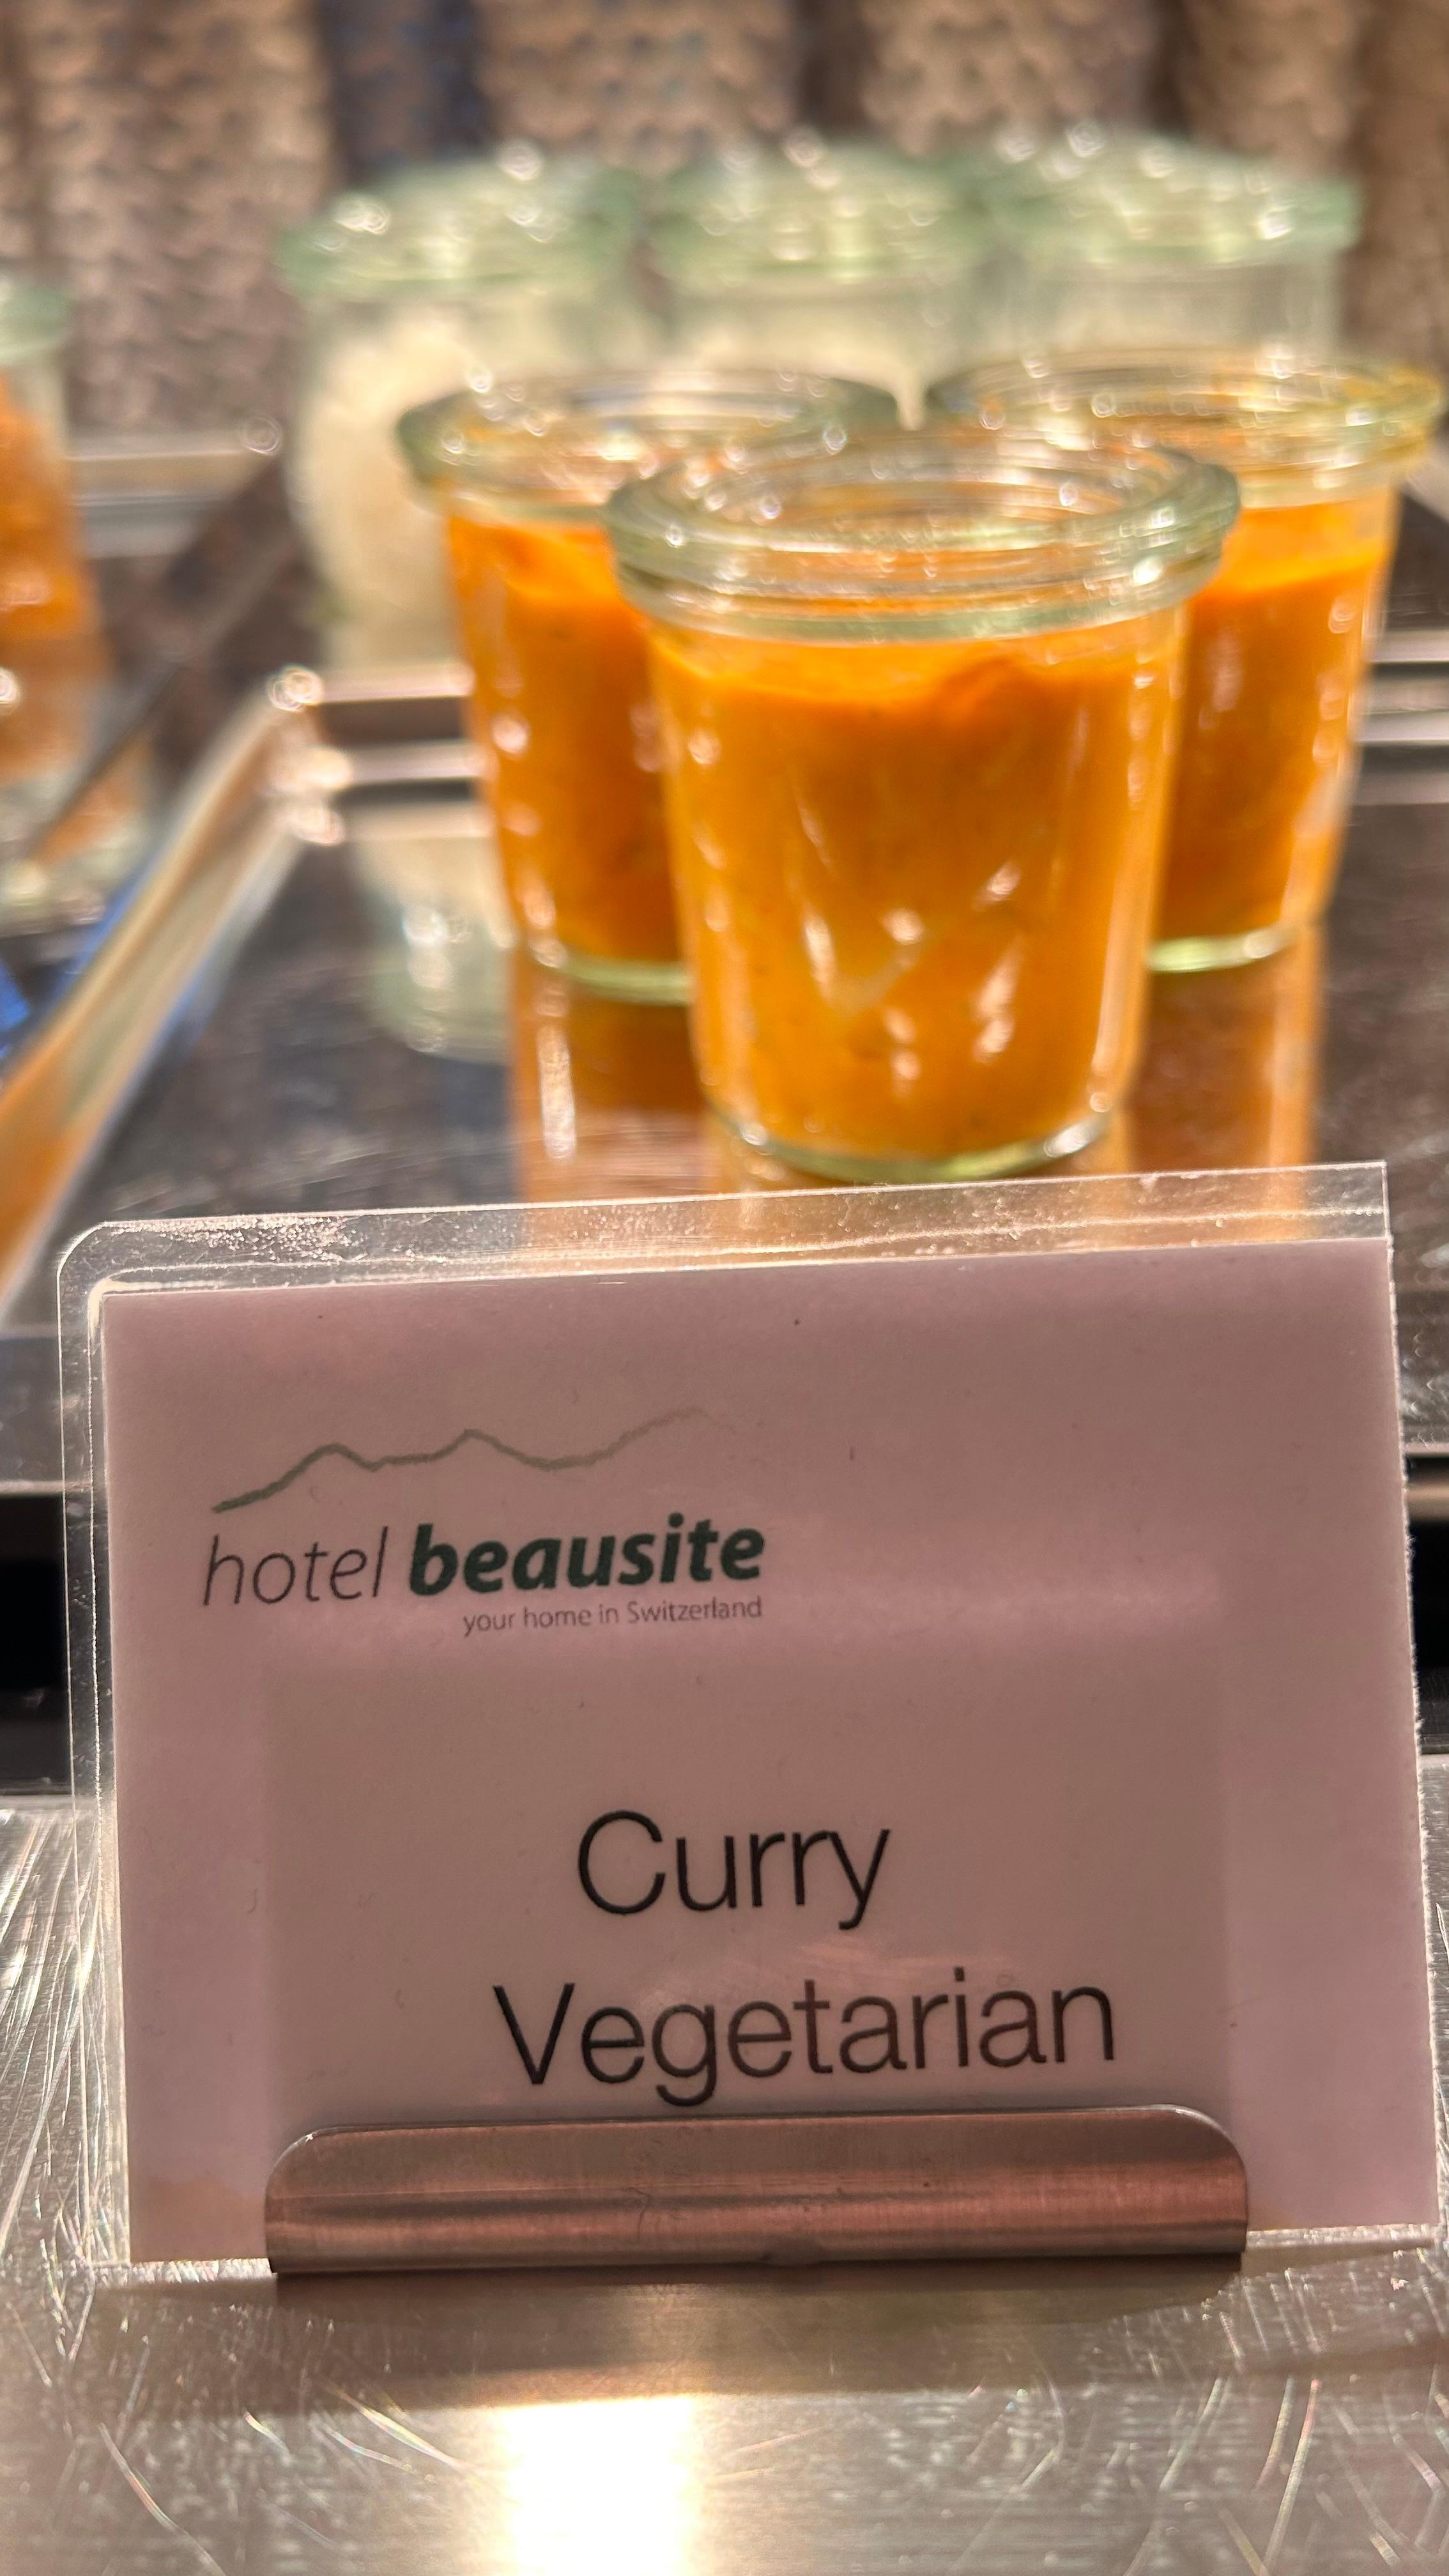 hotel beausite
your home in Switzerland
Curry
Vegetarian